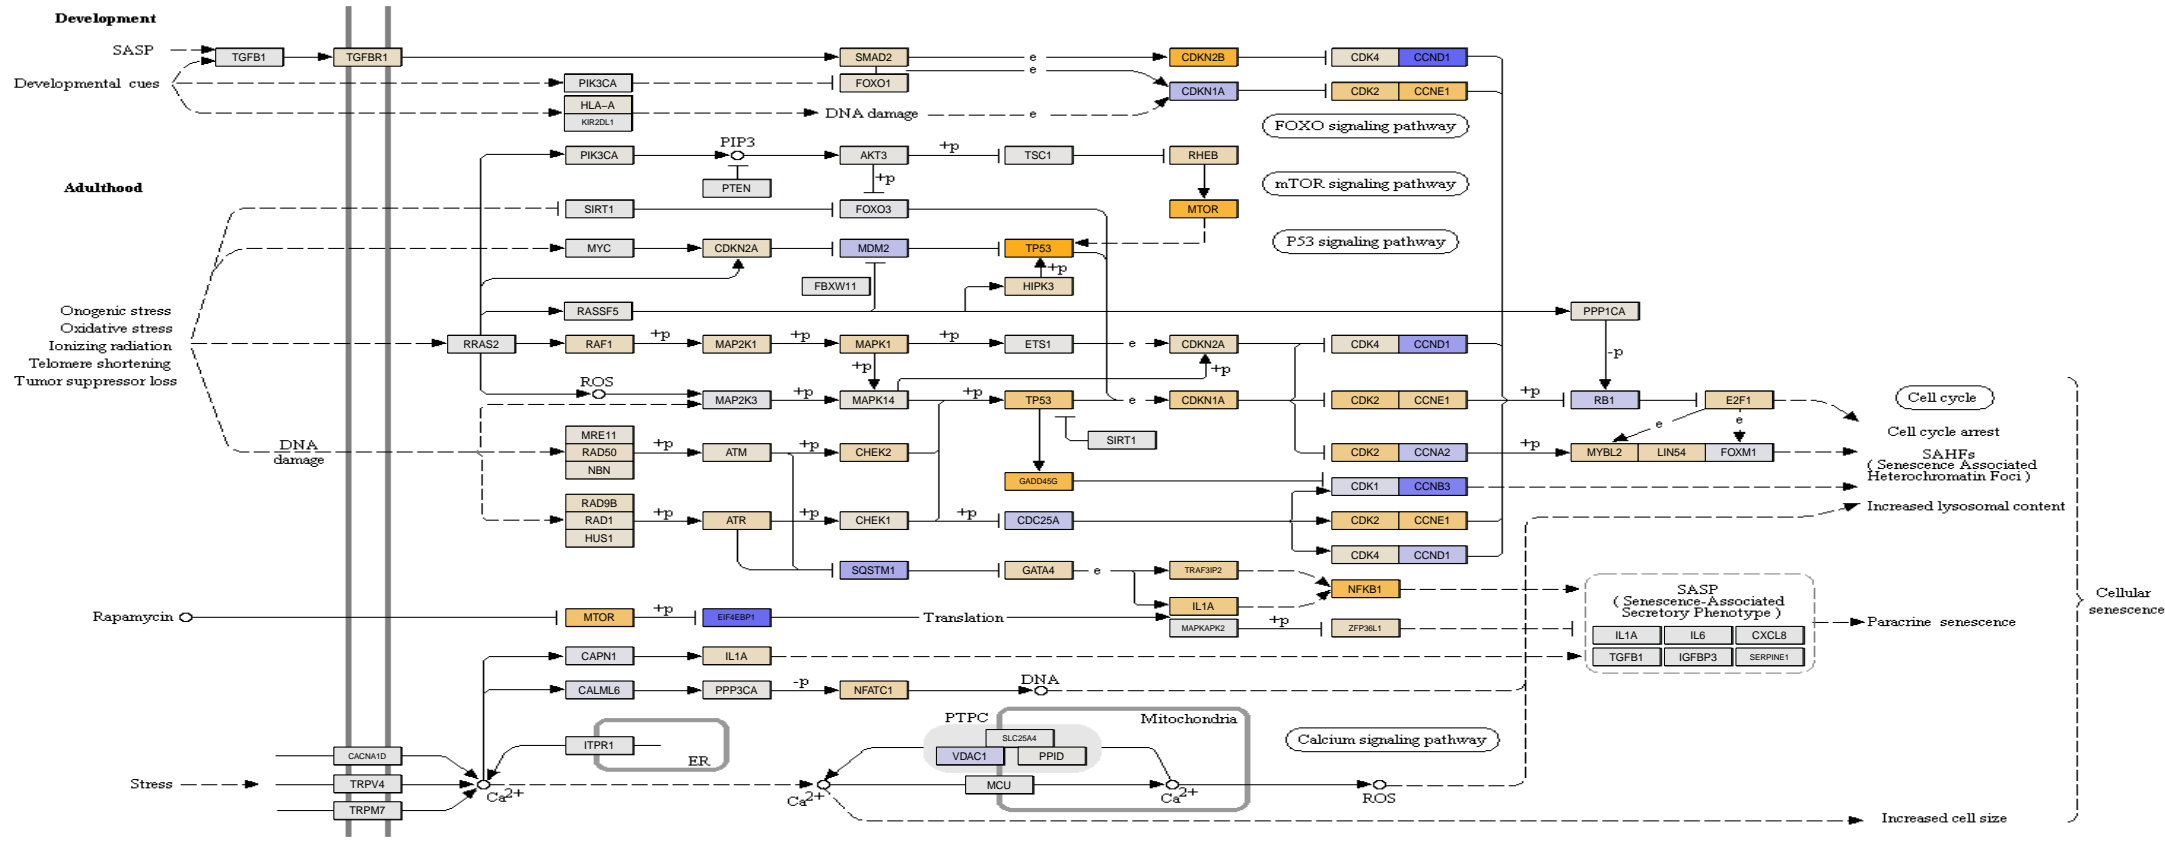 Development
SASP
TGFB1
TGFBR1
SMAD2
e
CDKN2B
CDK4
CCND1
e
Developmental cues
PIK3CA
FOXO1
CDKN1A
CDK2
CCNE1
HLA-A
KIR2DL1
DNA damage
e
FOXO signaling pathway
PIP3
PIK3CA
AKT3
+p
TSC1
RHEB
PTEN
+p
Adulthood
mTOR signaling pathway
SIRT1
FOXO3
MTOR
MYC
CDKN2A
MDM2
TP53
P53 signaling pathway
+p
FBXW11
HIPK3
Onogenic stress
Oxidative stress
Ionizing radiation
Telomere shortening
Tumor suppressor loss
RASSF5
PPP1CA
RRAS2
RAF1
+p
MAP2K1
+p
MAPK1
+p
ETS1
e
CDKN2A
CDK4
CCND1
-p
+p
+p
ROS
MAP2K3
+p
MAPK14
+p
TP53
e
CDKN1A
CDK2
CCNE1
+p
RB1
E2F1
Cell cycle
e
e
Cell cycle arrest
DNA
damage
MRE11
RAD50
NBN
+p
ATM
+p
CHEK2
SIRT1
CDK2
CCNA2
+p
MYBL2
LIN54
FOXM1
SAHFs
( Senescence Associated
Heterochromatin Foci )
GADD45G
CDK1
CCNB3
Increased lysosomal content
RAD9B
RAD1
HUS1
+p
ATR
+p
CHEK1
+p
CDC25A
CDK2
CCNE1
CDK4
CCND1
SQSTM1
GATA4
e
TRAF3IP2
NFKB1
IL1A
SASP
( Senescence-Associated
Secretory Phenotype )
Cellular
senescence
Rapamycin
MTOR
+p
EIF4EBP1
Translation
MAPKAPK2
+p
ZFP36L1
IL1A
IL6
CXCL8
TGFB1
IGFBP3
SERPINE1
Paracrine senescence
CAPN1
IL1A
CALML6
PPP3CA
-p
NFATC1
DNA
PTPC
Mitochondria
SLC25A4
VDAC1
PPID
Calcium signaling pathway
ITPR1
ER
CACNA1D
Stress
TRPV4
TRPM7
Ca2+
Ca2+
MCU
Ca2+
ROS
Increased cell size